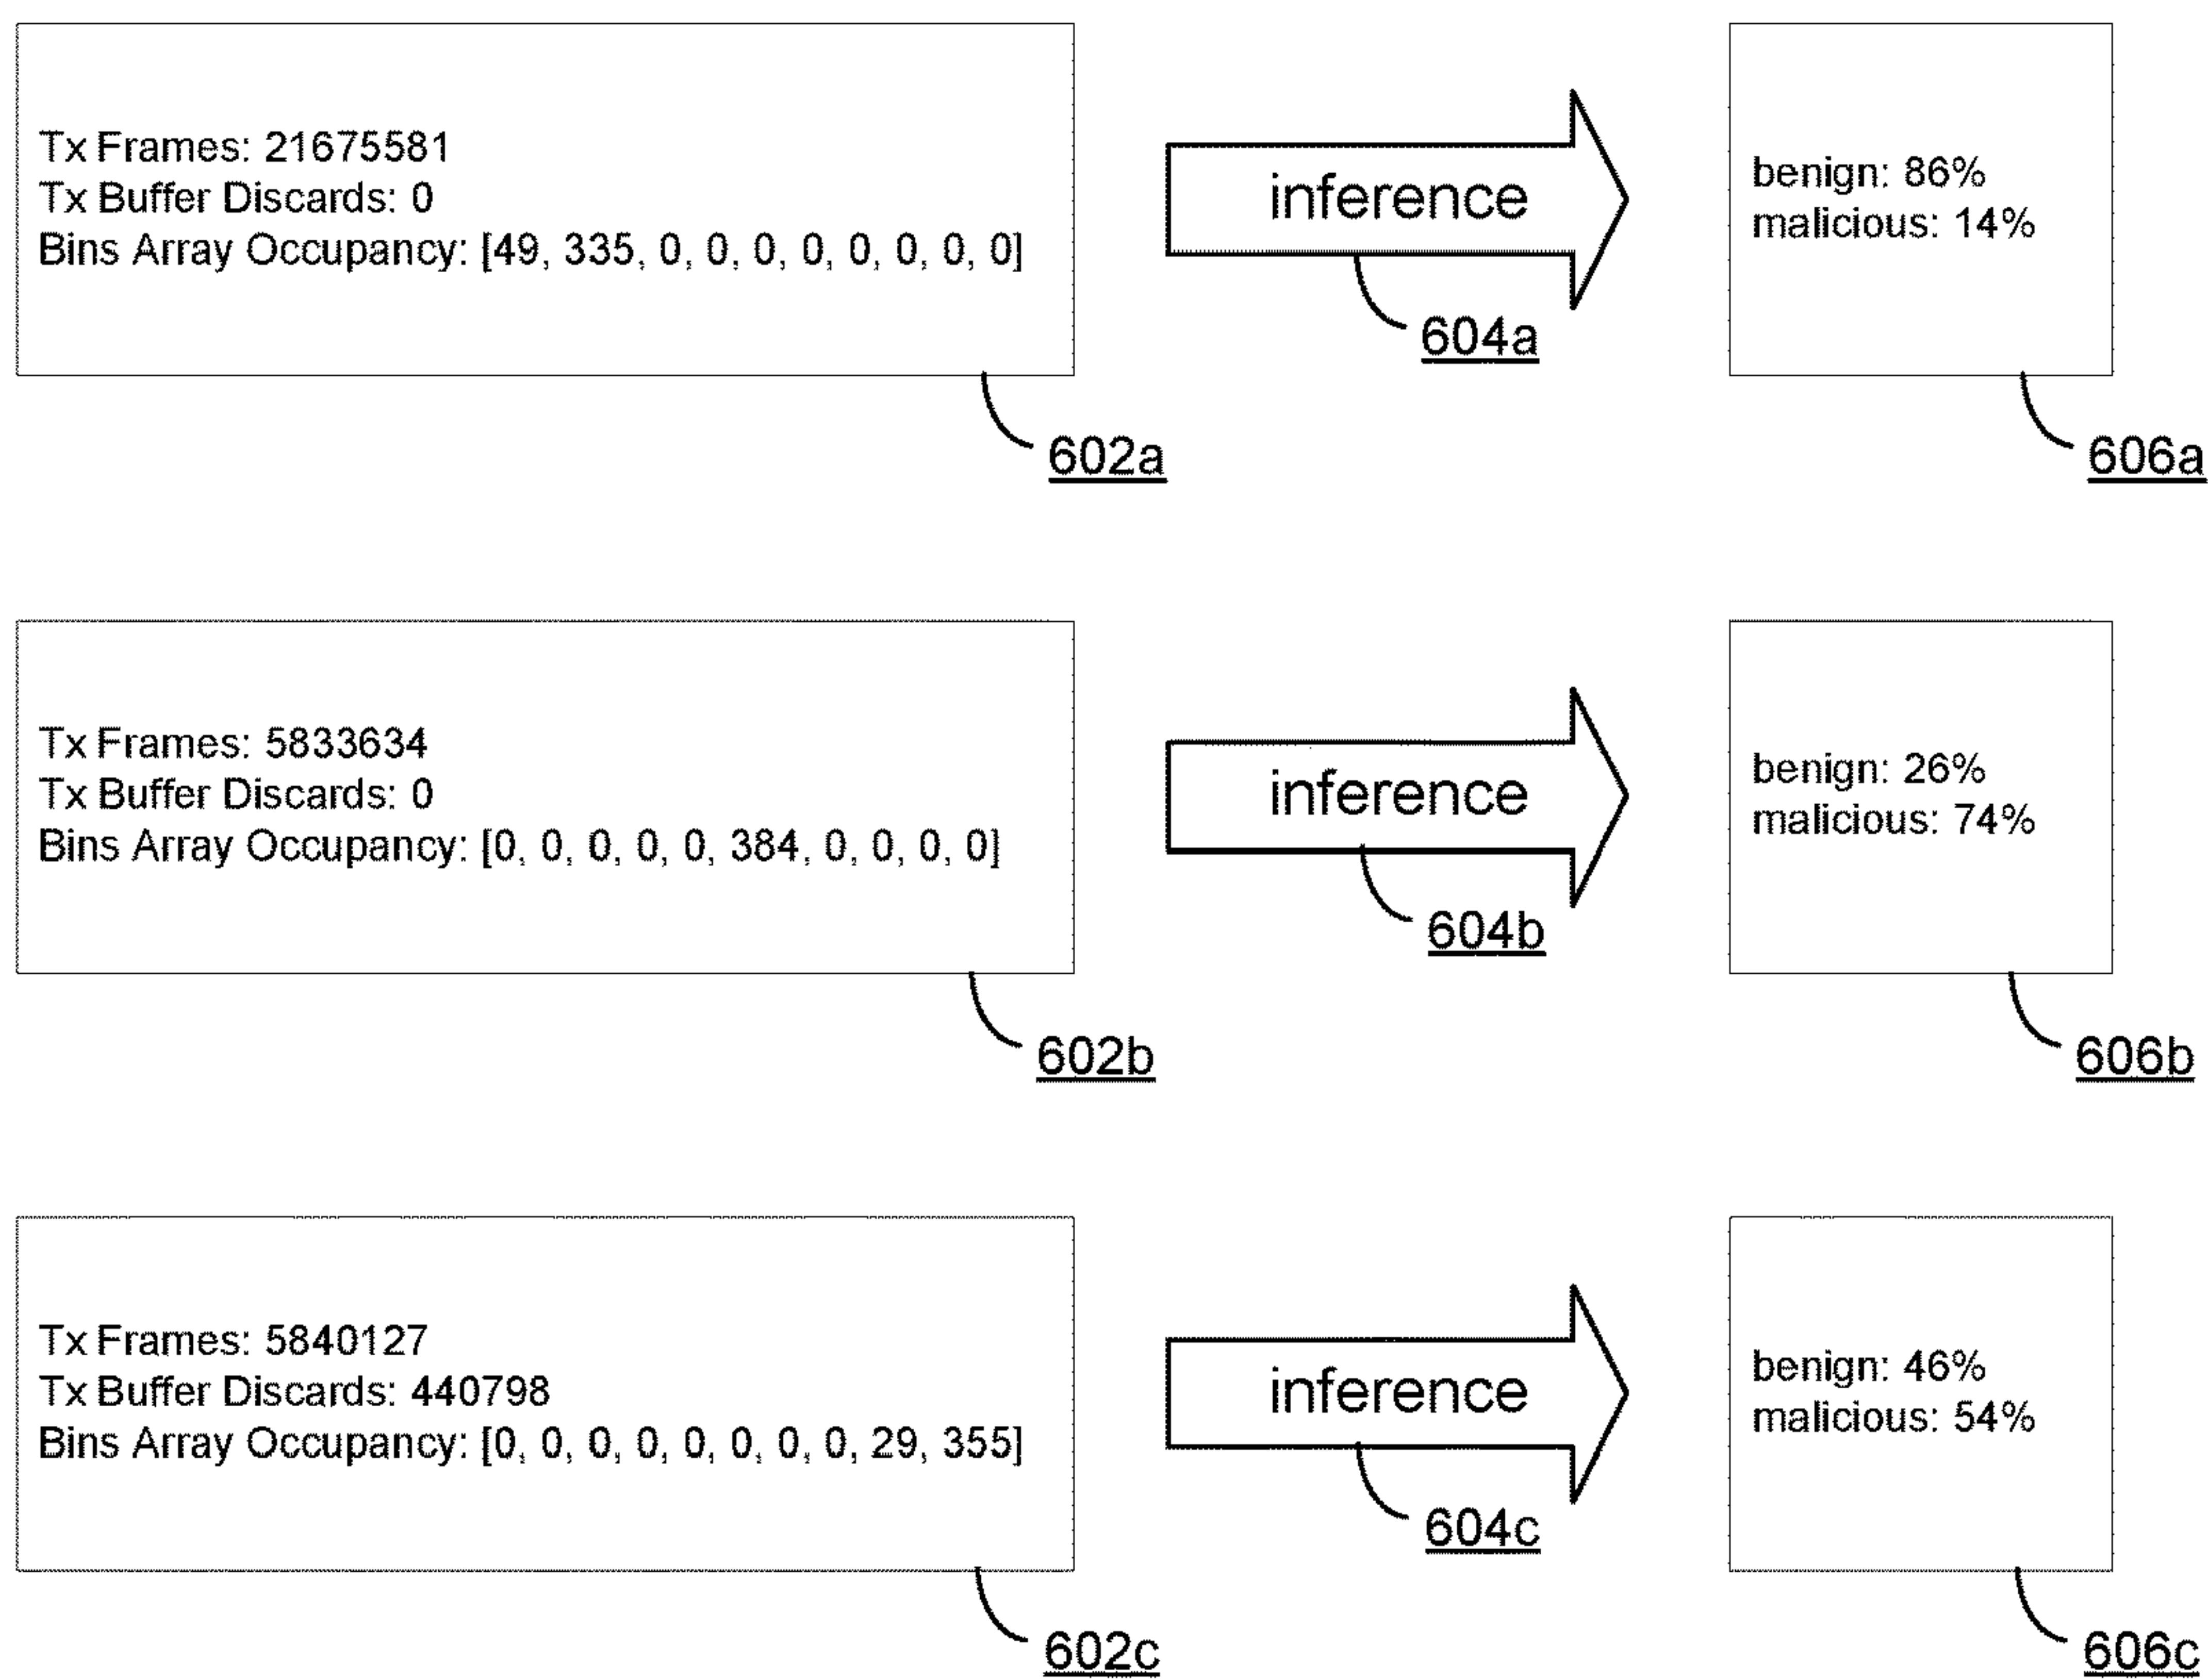 Tx Frames: 21675581
Tx Buffer Discards: 0
Bins Array Occupancy: [49, 335, 0, 0, 0, 0, 0, 0, 0, 0]
inference
benign: 86%
malicious: 14%
604a
602a
606a
Tx Frames: 5833634
Tx Buffer Discards: 0
Bins Array Occupancy: [0, 0, 0, 0, 0, 384, 0, 0, 0, 0]
inference
benign: 26%
malicious: 74%
604b
602b
606b
Tx Frames: 5840127
Tx Buffer Discards: 440798
Bins Array Occupancy: [0, 0, 0, 0, 0, 0, 0, 0, 29, 355]
inference
benign: 46%
malicious: 54%
604c
602c
606c